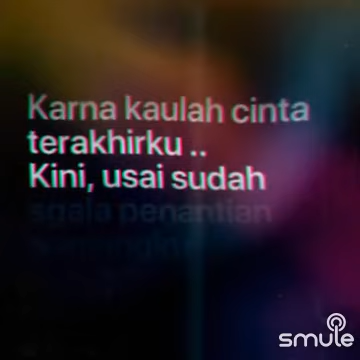 Karna kaulah cinta
terakhirku ..
Kini, usai sudah
sgala penantian
smule